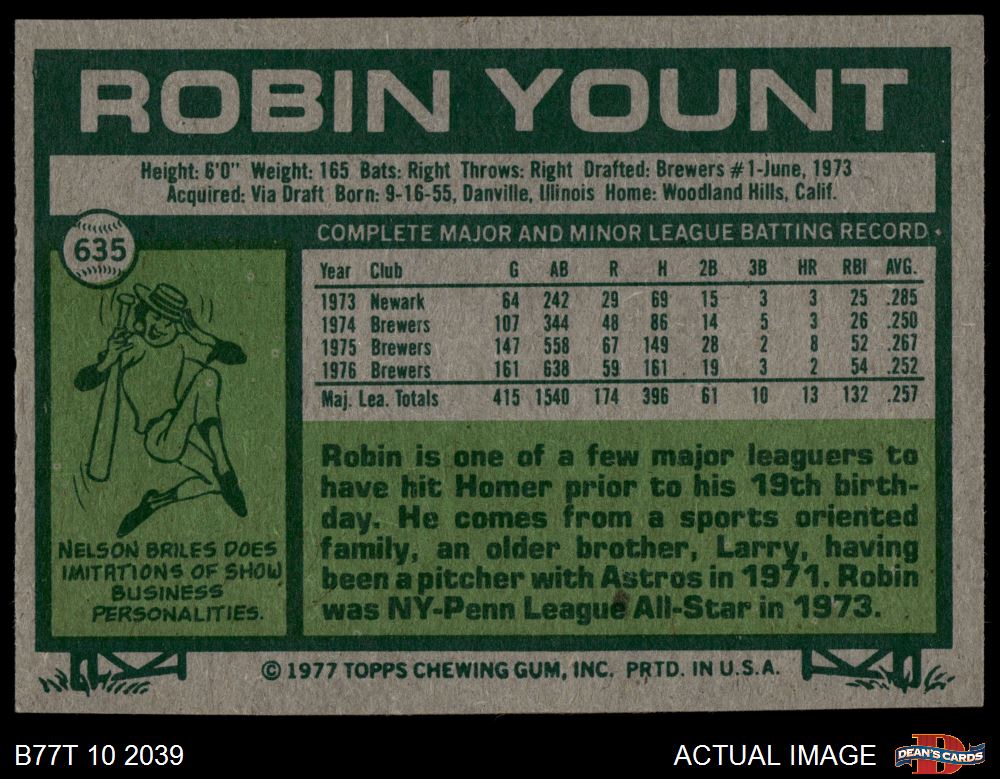 ROBIN YOUNT
Height: 6'0" Weight: 165 Bats: Right Throws: Right Drafted: Brewers #1-June, 1973
Acquired: Via Draft Born: 9-16-55, Danville, Illinois Home: Woodland Hills, Calif.
635
COMPLETE MAJOR AND MINOR LEAGUE BATTING RECORD
Year Club G AB R H 2B 3B HR RBI AVG.
1973 Newark 64 242 29 69 15 3 3 25 .285
1974 Brewers 107 344 48 86 14 5 3 26 .250
1975 Brewers 147 558 67 149 28 2 8 52 .267
1976 Brewers 161 638 59 161 19 3 2 54 .252
Maj. Lea. Totals 415 1540 174 396 61 10 13 132 .257
Robin is one of a few major leaguers to
have hit Homer prior to his 19th birth-
day. He comes from a sports oriented
family, an older brother, Larry, having
been a pitcher with Astros in 1971. Robin
was NY-Penn League All-Star in 1973.
NELSON BRILES DOES
IMITATIONS OF SHOW
BUSINESS
PERSONALITIES.
© 1977 TOPPS CHEWING GUM, INC. PRTD. IN U.S.A.
B77T 10 2039
ACTUAL IMAGE
D
DEAN'S CARDS